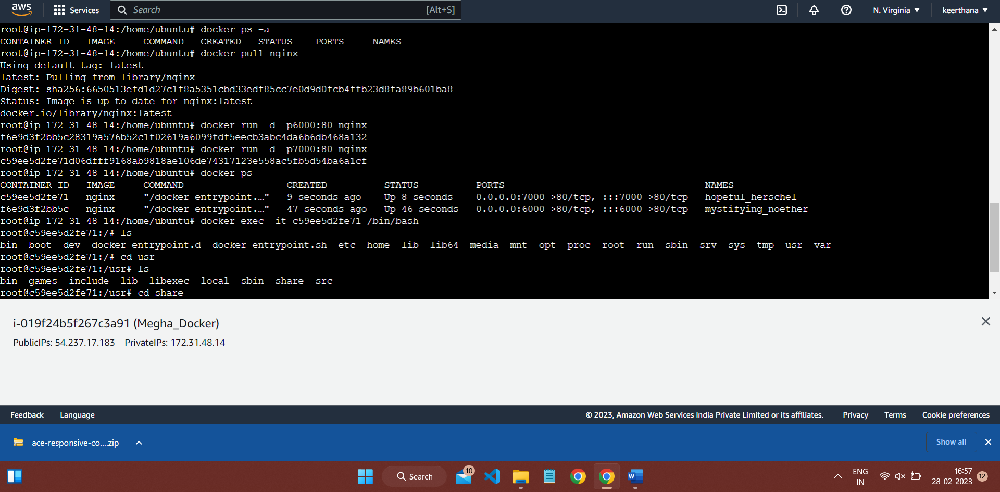 aws Services Search [Alt+S] N. Virginia ▼ keerthana ▼
root@ip-172-31-48-14:/home/ubuntu# docker ps -a
CONTAINER ID IMAGE COMMAND CREATED STATUS PORTS NAMES
root@ip-172-31-48-14:/home/ubuntu# docker pull nginx
Using default tag: latest
latest: Pulling from library/nginx
Digest: sha256:6650513efd1d27c1f8a5351cbd33edf85cc7e0d9d0fcb4ffb23d8fa89b601ba8
Status: Image is up to date for nginx:latest
docker.io/library/nginx:latest
root@ip-172-31-48-14:/home/ubuntu# docker run -d -p6000:80 nginx
f6e9d3f2bb5c28319a576b52c1f02619a6099fdf5eecb3abc4da6b6db468a132
root@ip-172-31-48-14:/home/ubuntu# docker run -d -p7000:80 nginx
c59ee5d2fe71d06dfff9168ab9818ae106de74317123e558ac5fb5d54ba6a1cf
root@ip-172-31-48-14:/home/ubuntu# docker ps
CONTAINER ID IMAGE COMMAND CREATED STATUS PORTS NAMES
c59ee5d2fe71 nginx "/docker-entrypoint.…" 9 seconds ago Up 8 seconds 0.0.0.0:7000->80/tcp, :::7000->80/tcp hopeful_herschel
f6e9d3f2bb5c nginx "/docker-entrypoint.…" 47 seconds ago Up 46 seconds 0.0.0.0:6000->80/tcp, :::6000->80/tcp mystifying_noether
root@ip-172-31-48-14:/home/ubuntu# docker exec -it c59ee5d2fe71 /bin/bash
root@c59ee5d2fe71:/# ls
bin boot dev docker-entrypoint.d docker-entrypoint.sh etc home lib lib64 media mnt opt proc root run sbin srv sys tmp usr var
root@c59ee5d2fe71:/# cd usr
root@c59ee5d2fe71:/usr# ls
bin games include lib libexec local sbin share src
root@c59ee5d2fe71:/usr# cd share
i-019f24b5f267c3a91 (Megha_Docker)
PublicIPs: 54.237.17.183 PrivateIPs: 172.31.48.14
Feedback Language © 2023, Amazon Web Services India Private Limited or its affiliates. Privacy Terms Cookie preferences
ace-responsive-co....zip Show all
Search 10 ENG IN 16:57 28-02-2023 12